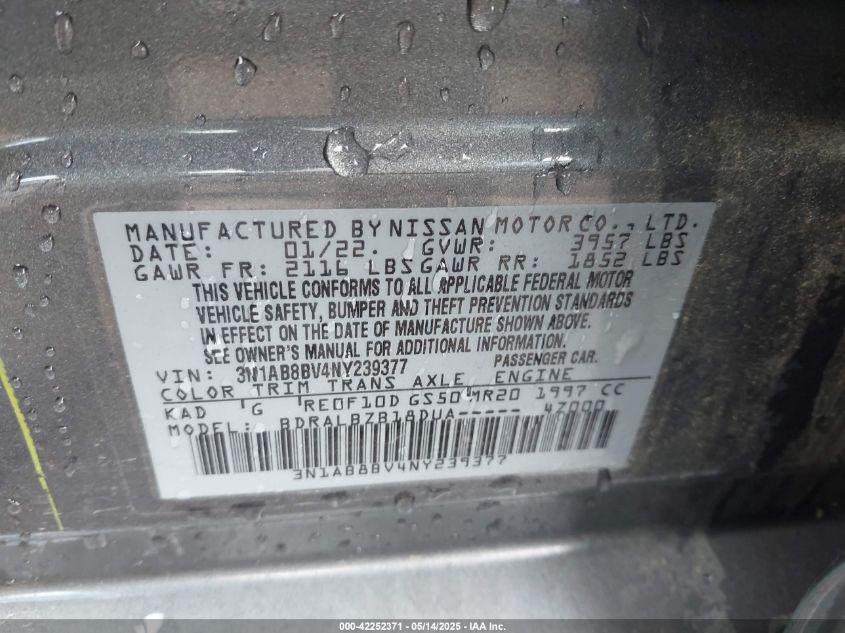 MANUFACTURED BY NISSAN MOTOR CO., LTD.
DATE: 01/22. GVWR: 3957 LBS
GAWR FR: 2116 LBS GAWR RR: 1852 LBS
THIS VEHICLE CONFORMS TO ALL APPLICABLE FEDERAL MOTOR
VEHICLE SAFETY, BUMPER AND THEFT PREVENTION STANDARDS
IN EFFECT ON THE DATE OF MANUFACTURE SHOWN ABOVE.
SEE OWNER'S MANUAL FOR ADDITIONAL INFORMATION.
VIN: 3N1AB8BV4NY239377 PASSENGER CAR.
COLOR TRIM TRANS AXLE ENGINE
KAD G RE0F10D GS50 MR20 1997 CC
MODEL: BDRALBZB18DUA----- 47000
3N1AB8BV4NY239377
000-42252371 | 05/14/2025 | IAA Inc.